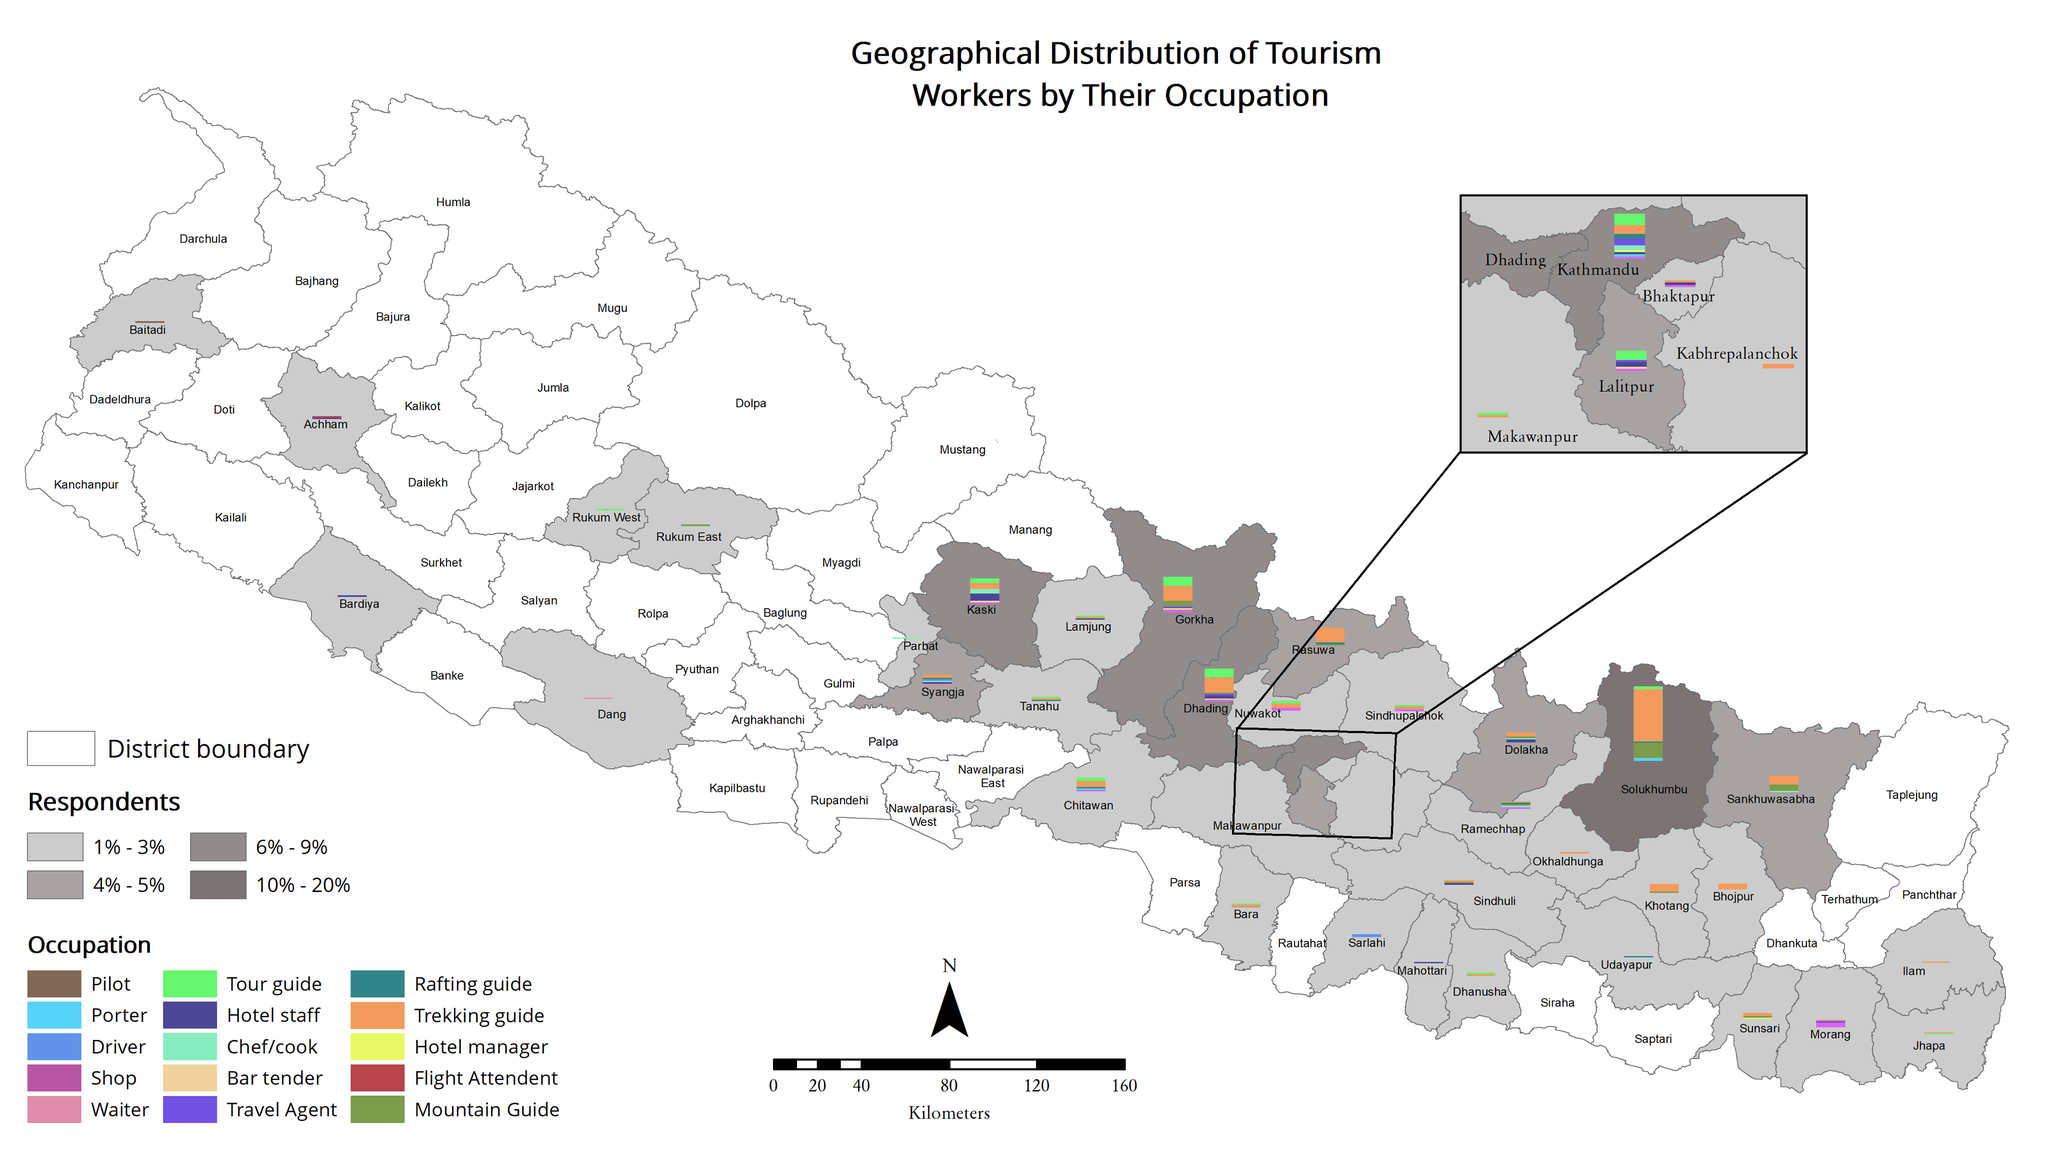 Geographical Distribution of Tourism
Workers by Their Occupation
Humla
Darchula
Bajhang
Mugu
Bajura
Baitadi
Jumla
Dadeldhura
Doti
Kalikot
Dolpa
Achham
Mustang
Kanchanpur
Dailekh
Jajarkot
Kailali
Rukum West
Manang
Rukum East
Surkhet
Myagdi
Bardiya
Salyan
Rolpa
Baglung
Kaski
Lamjung
Gorkha
Parbat
Rasuwa
Banke
Pyuthan
Gulmi
Syangja
Tanahu
Dhading
Nuwakot
Sindhupalchok
Dang
Arghakhanchi
Palpa
Dolakha
Nawalparasi
East
Kapilbastu
Rupandehi
Nawalparasi
West
Chitawan
Makawanpur
Ramechhap
Solukhumbu
Sankhuwasabha
Taplejung
Okhaldhunga
Parsa
Bara
Sindhuli
Khotang
Bhojpur
Terhathum
Panchthar
Rautahat
Sarlahi
Dhankuta
Mahottari
Udayapur
Ilam
Dhanusha
Siraha
Saptari
Sunsari
Morang
Jhapa
Dhading
Kathmandu
Bhaktapur
Kabhrepalanchok
Lalitpur
Makawanpur
District boundary
Respondents
1% - 3%
6% - 9%
4% - 5%
10% - 20%
Occupation
Pilot
Tour guide
Rafting guide
Porter
Hotel staff
Trekking guide
Driver
Chef/cook
Hotel manager
Shop
Bar tender
Flight Attendent
Waiter
Travel Agent
Mountain Guide
N
0 20 40 80 120 160
Kilometers